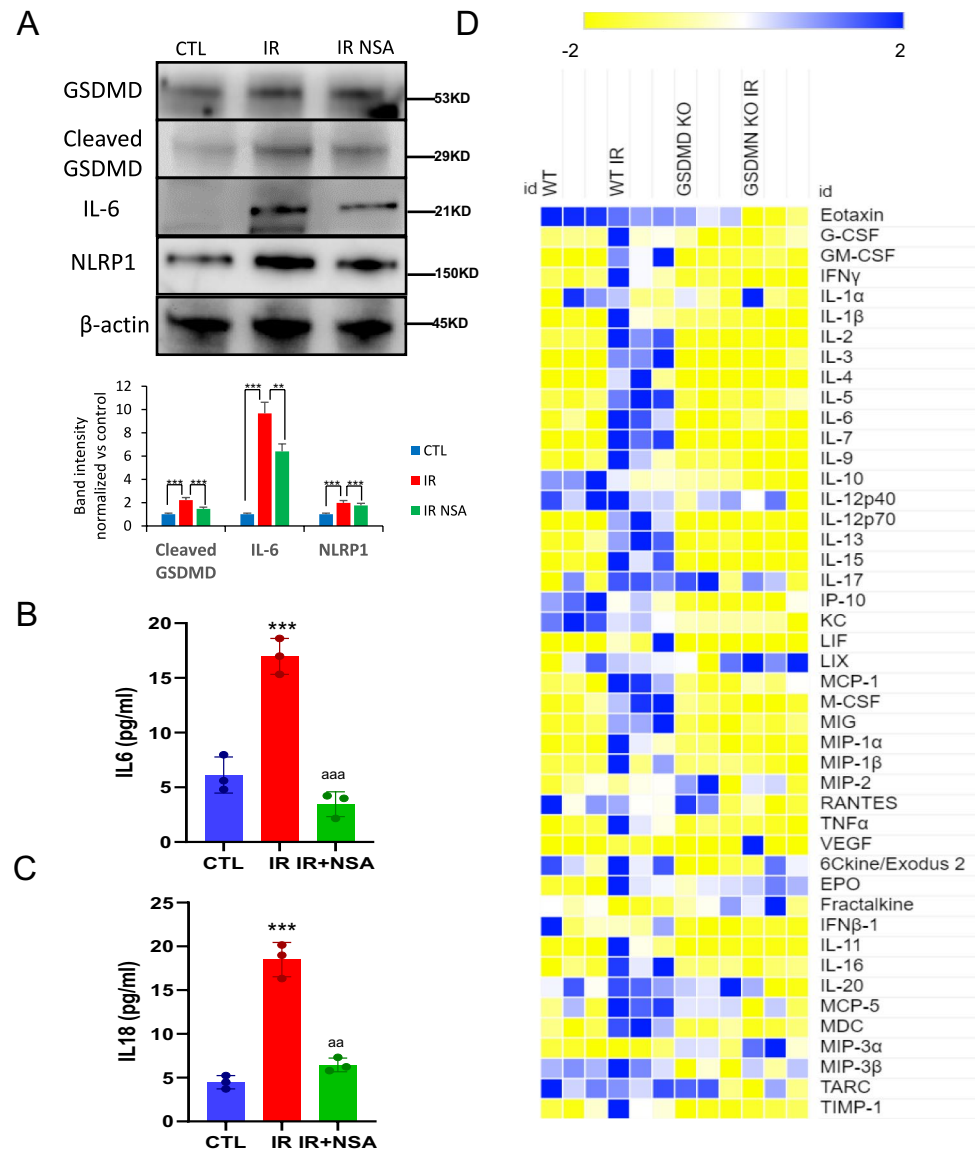 A
CTL IR IR NSA
GSDMD
53KD
Cleaved
GSDMD
29KD
IL-6
21KD
NLRP1
150KD
β-actin
45KD
Band intensity
normalized vs control
12
10
8
6
4
2
0
*** ***
*** **
*** ***
Cleaved
GSDMD
IL-6
NLRP1
CTL
IR
IR NSA
B
IL6 (pg/ml)
20
15
10
5
0
***
aaa
CTL IR IR+NSA
C
IL18 (pg/ml)
25
20
15
10
5
0
***
aa
CTL IR IR+NSA
D
-2 2
id WT WT IR GSDMD KO GSDMN KO IR id
Eotaxin
G-CSF
GM-CSF
IFNγ
IL-1α
IL-1β
IL-2
IL-3
IL-4
IL-5
IL-6
IL-7
IL-9
IL-10
IL-12p40
IL-12p70
IL-13
IL-15
IL-17
IP-10
KC
LIF
LIX
MCP-1
M-CSF
MIG
MIP-1α
MIP-1β
MIP-2
RANTES
TNFα
VEGF
6Ckine/Exodus 2
EPO
Fractalkine
IFNβ-1
IL-11
IL-16
IL-20
MCP-5
MDC
MIP-3α
MIP-3β
TARC
TIMP-1